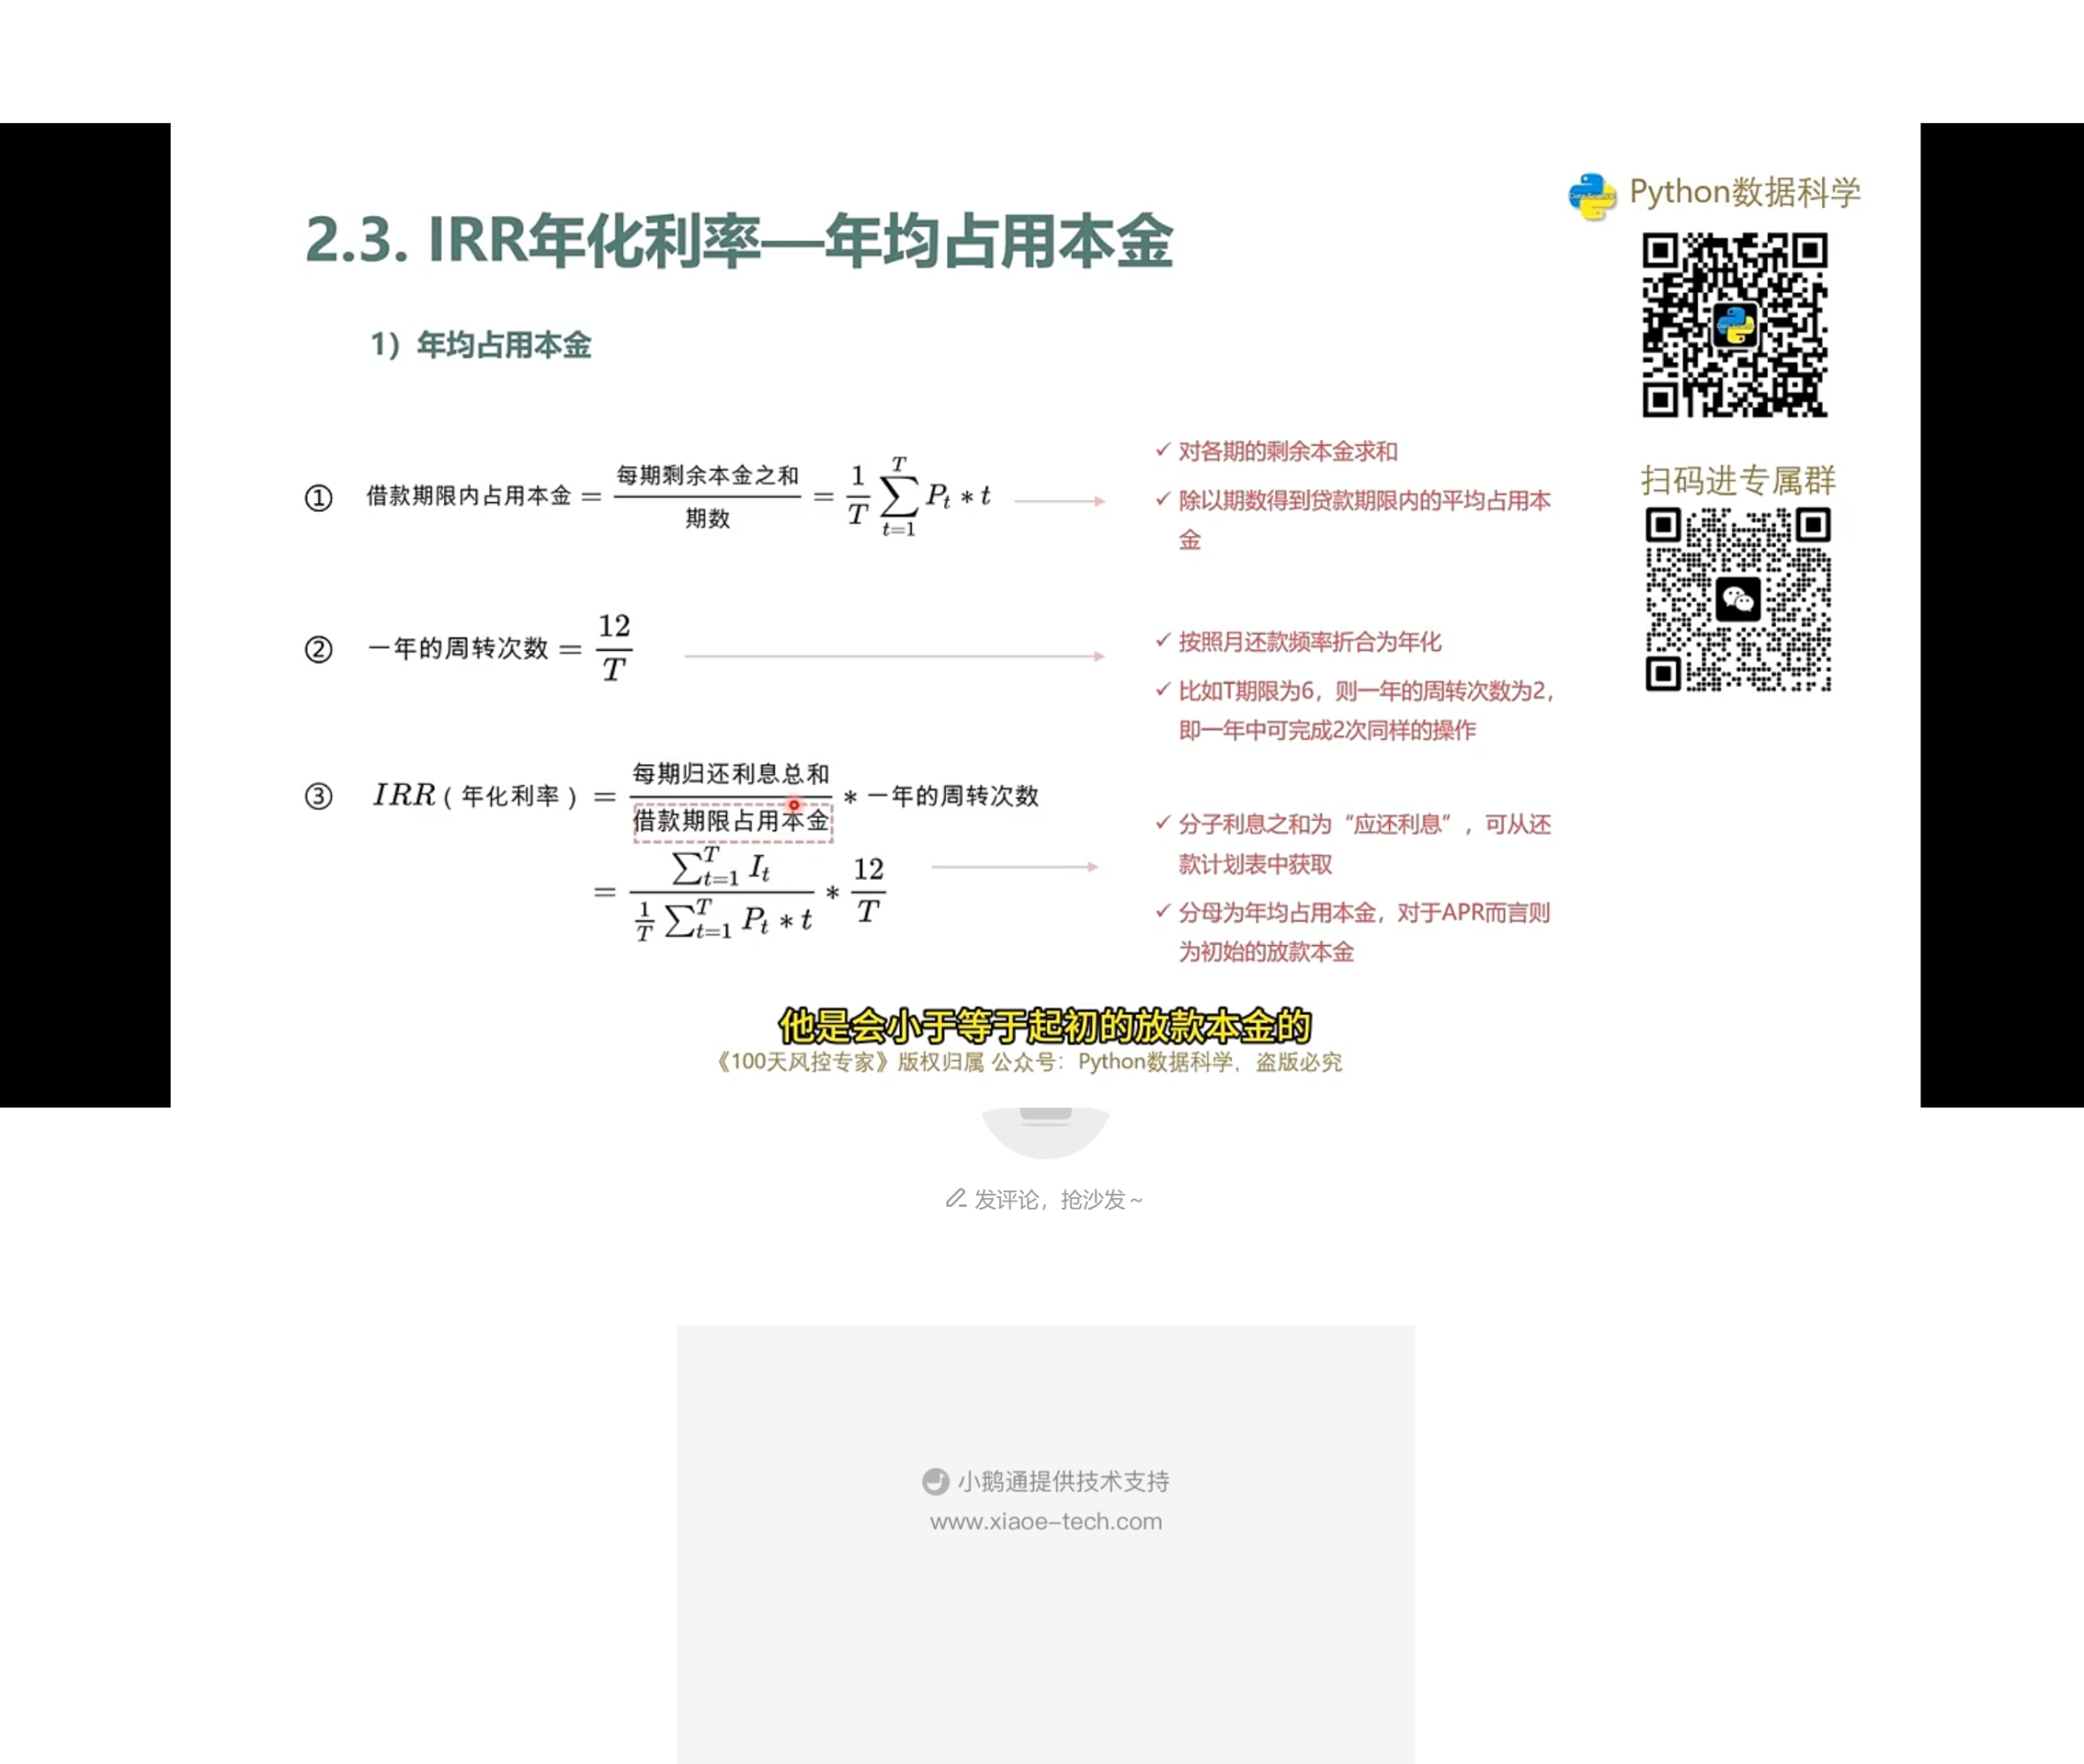 Python数据科学
2.3. IRR年化利率—年均占用本金
1）年均占用本金
扫码进专属群
① 借款期限内占用本金 = 每期剩余本金之和 / 期数 = 1/T ∑_{t=1}^{T} P_t * t
✓ 对各期的剩余本金求和
✓ 除以期数得到贷款期限内的平均占用本
金
② 一年的周转次数 = 12/T
✓ 按照月还款频率折合为年化
✓ 比如T期限为6，则一年的周转次数为2，
即一年中可完成2次同样的操作
③ IRR（年化利率） = 每期归还利息总和 / 借款期限占用本金 * 一年的周转次数
= ∑_{t=1}^{T} I_t / (1/T ∑_{t=1}^{T} P_t * t) * 12/T
✓ 分子利息之和为“应还利息”，可从还
款计划表中获取
✓ 分母为年均占用本金，对于APR而言则
为初始的放款本金
他是会小于等于起初的放款本金的
《100天风控专家》版权归属 公众号：Python数据科学，盗版必究
发评论，抢沙发~
小鹅通提供技术支持
www.xiaoe-tech.com